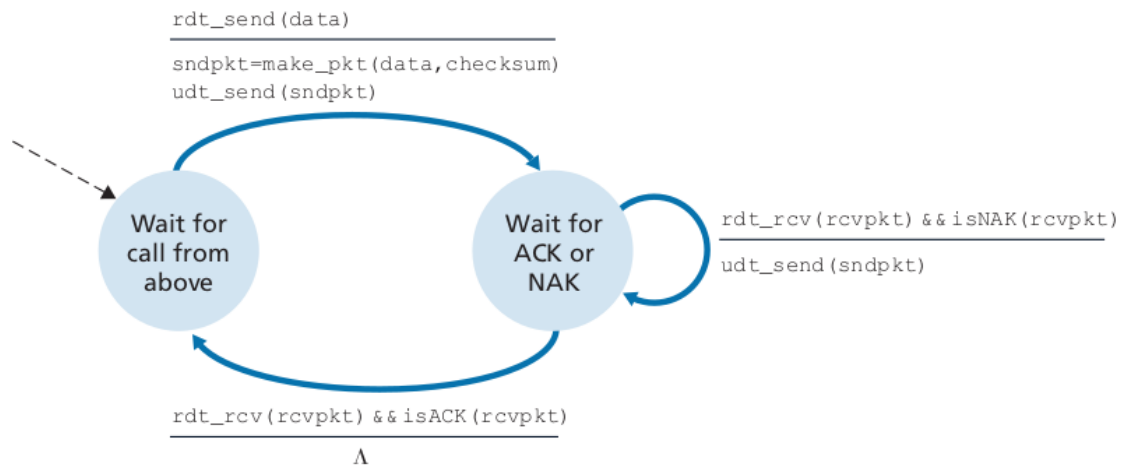 rdt_send(data)
sndpkt=make_pkt(data,checksum)
udt_send(sndpkt)
Wait for
call from
above
Wait for
ACK or
NAK
rdt_rcv(rcvpkt)&&isNAK(rcvpkt)
udt_send(sndpkt)
rdt_rcv(rcvpkt)&&isACK(rcvpkt)
Λ